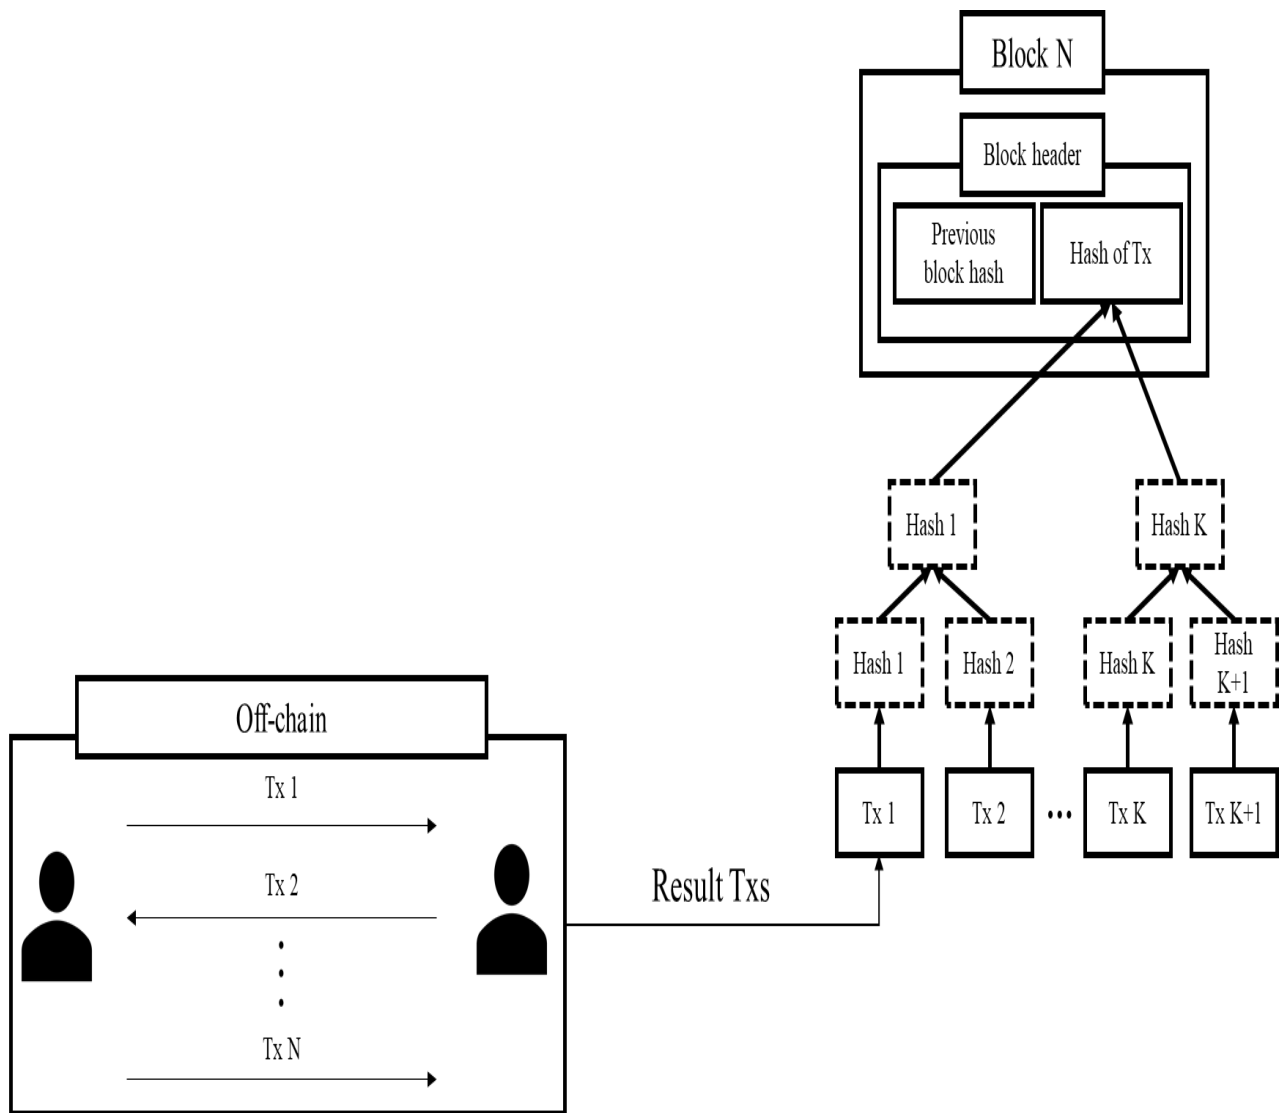 Block N
Block header
Previous
block hash
Hash of Tx
Hash 1
Hash K
Hash 1
Hash 2
Hash K
Hash
K+1
Tx 1
Tx 2
...
Tx K
Tx K+1
Off-chain
Tx 1
Tx 2
Tx N
Result Txs